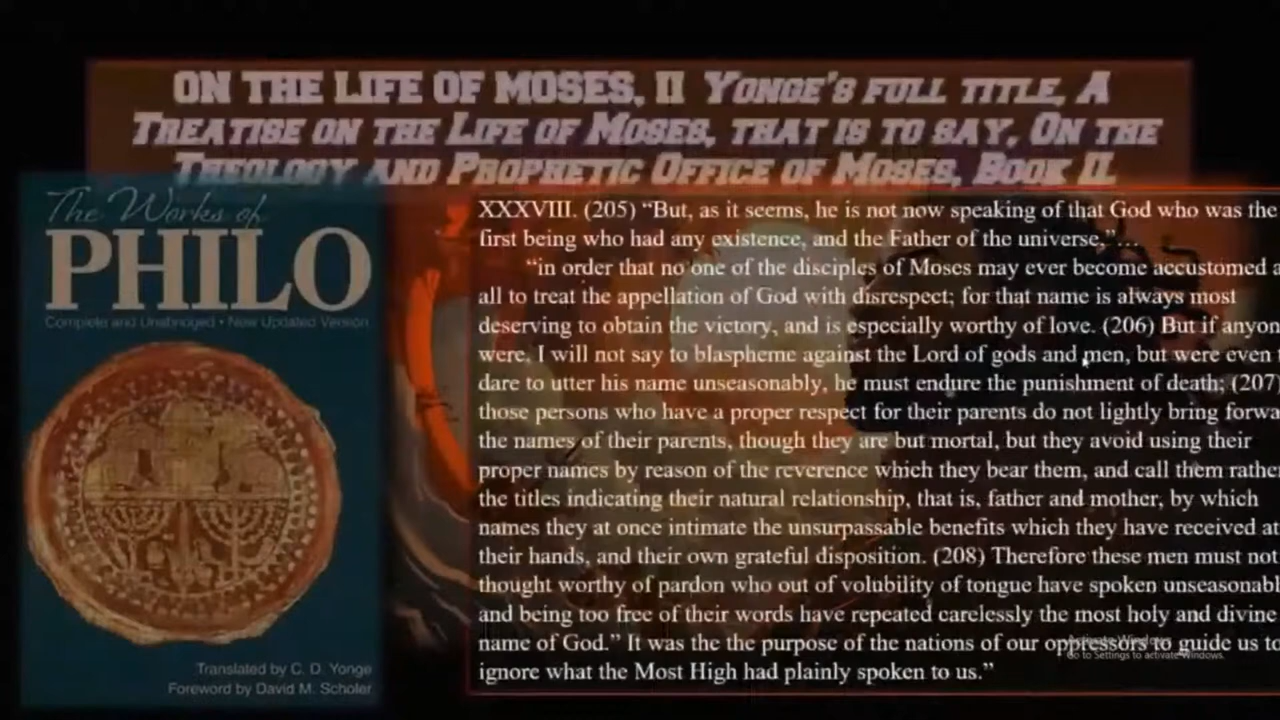 ON THE LIFE OF MOSES, II YONGE'S FULL TITLE, A
TREATISE ON THE LIFE OF MOSES, THAT IS TO SAY, ON THE
THEOLOGY AND PROPHETIC OFFICE OF MOSES, BOOK II.
The Works of
PHILO
Complete and Unabridged • New Updated Version
Translated by C. D. Yonge
Foreword by David M. Scholer
XXXVIII. (205) “But, as it seems, he is not now speaking of that God who was the
first being who had any existence, and the Father of the universe,”…
“in order that no one of the disciples of Moses may ever become accustomed a
all to treat the appellation of God with disrespect; for that name is always most
deserving to obtain the victory, and is especially worthy of love. (206) But if anyon
were, I will not say to blaspheme against the Lord of gods and men, but were even t
dare to utter his name unseasonably, he must endure the punishment of death; (207)
those persons who have a proper respect for their parents do not lightly bring forwa
the names of their parents, though they are but mortal, but they avoid using their
proper names by reason of the reverence which they bear them, and call them rather
the titles indicating their natural relationship, that is, father and mother, by which
names they at once intimate the unsurpassable benefits which they have received at
their hands, and their own grateful disposition. (208) Therefore these men must not
thought worthy of pardon who out of volubility of tongue have spoken unseasonabl
and being too free of their words have repeated carelessly the most holy and divine
name of God.” It was the the purpose of the nations of our oppressors to guide us to
ignore what the Most High had plainly spoken to us.”
Activate Windows
Go to Settings to activate Windows.